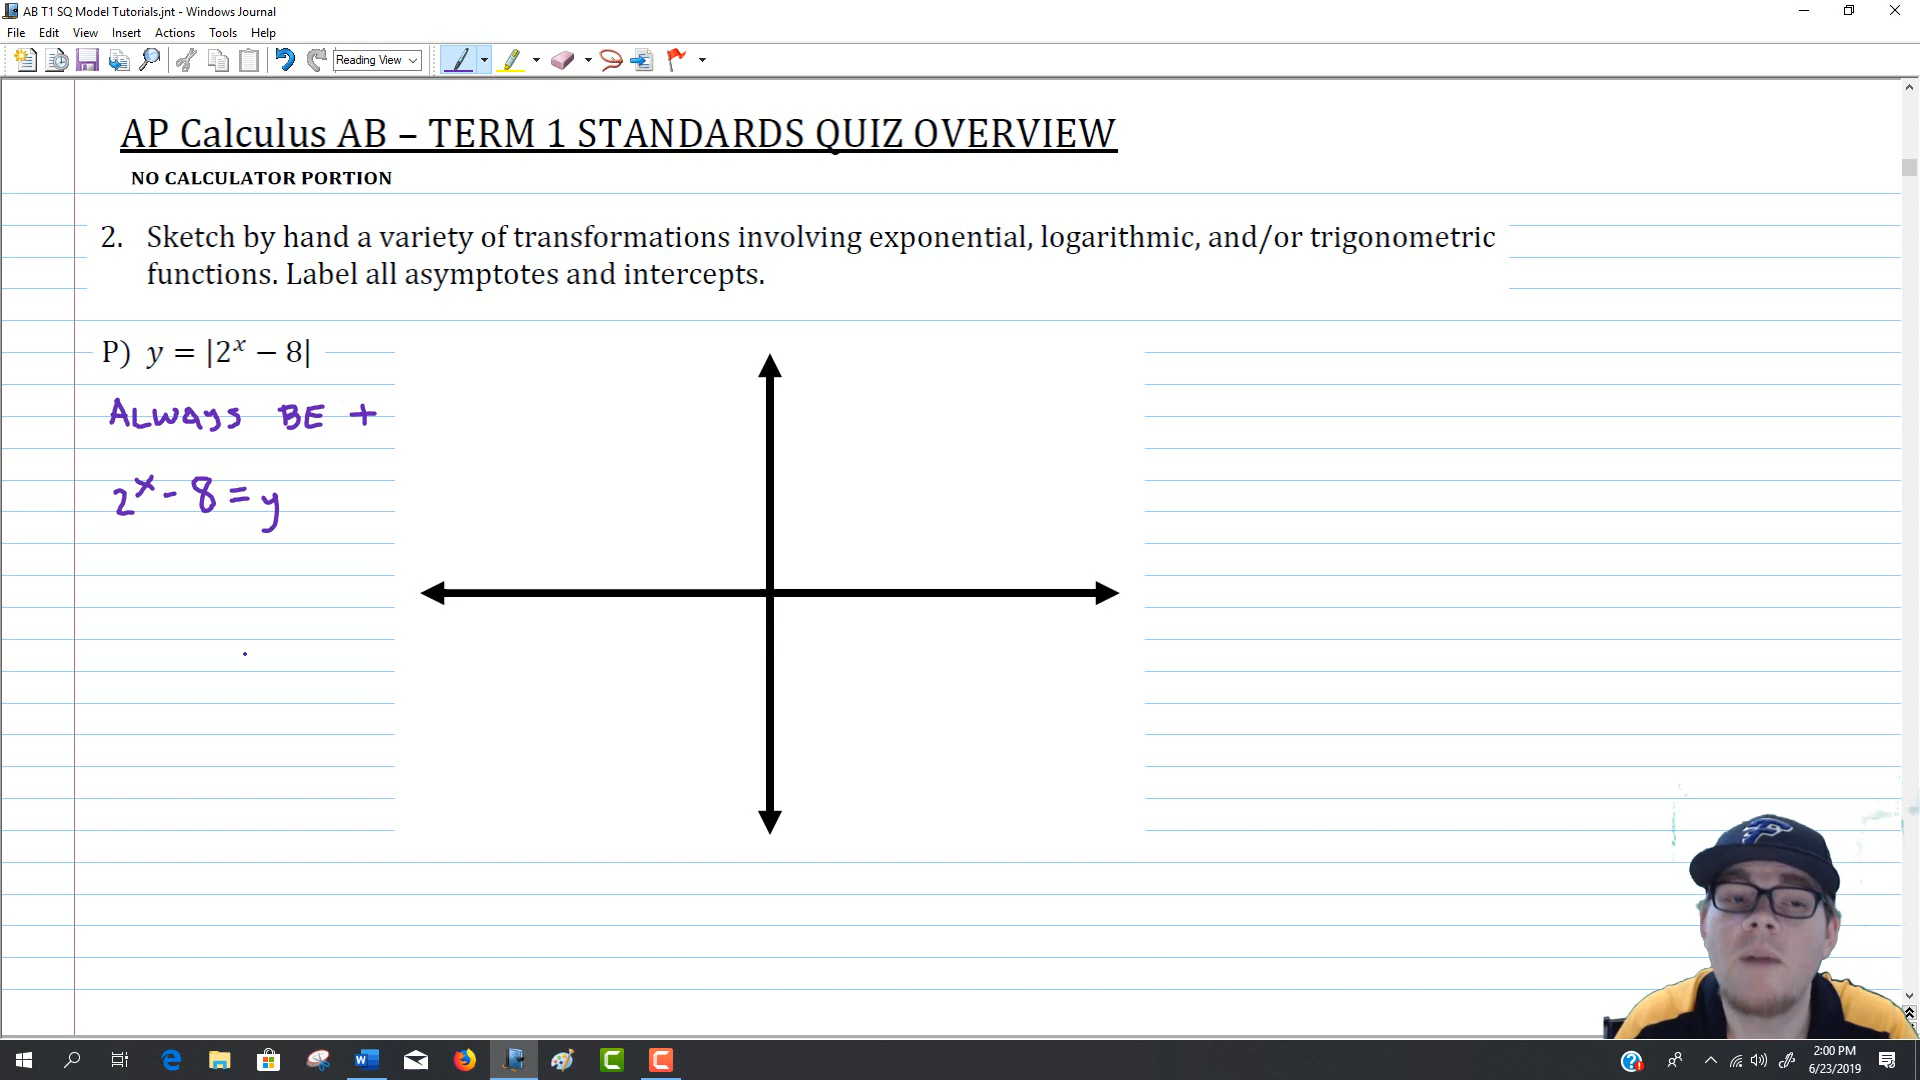 AB T1 SQ Model Tutorials.jnt - Windows Journal
File Edit View Insert Actions Tools Help
Reading View
AP Calculus AB – TERM 1 STANDARDS QUIZ OVERVIEW
NO CALCULATOR PORTION
2. Sketch by hand a variety of transformations involving exponential, logarithmic, and/or trigonometric
functions. Label all asymptotes and intercepts.
P) y = |2ˣ − 8|
ALWAYS BE +
2ˣ - 8 = y
2:00 PM
6/23/2019